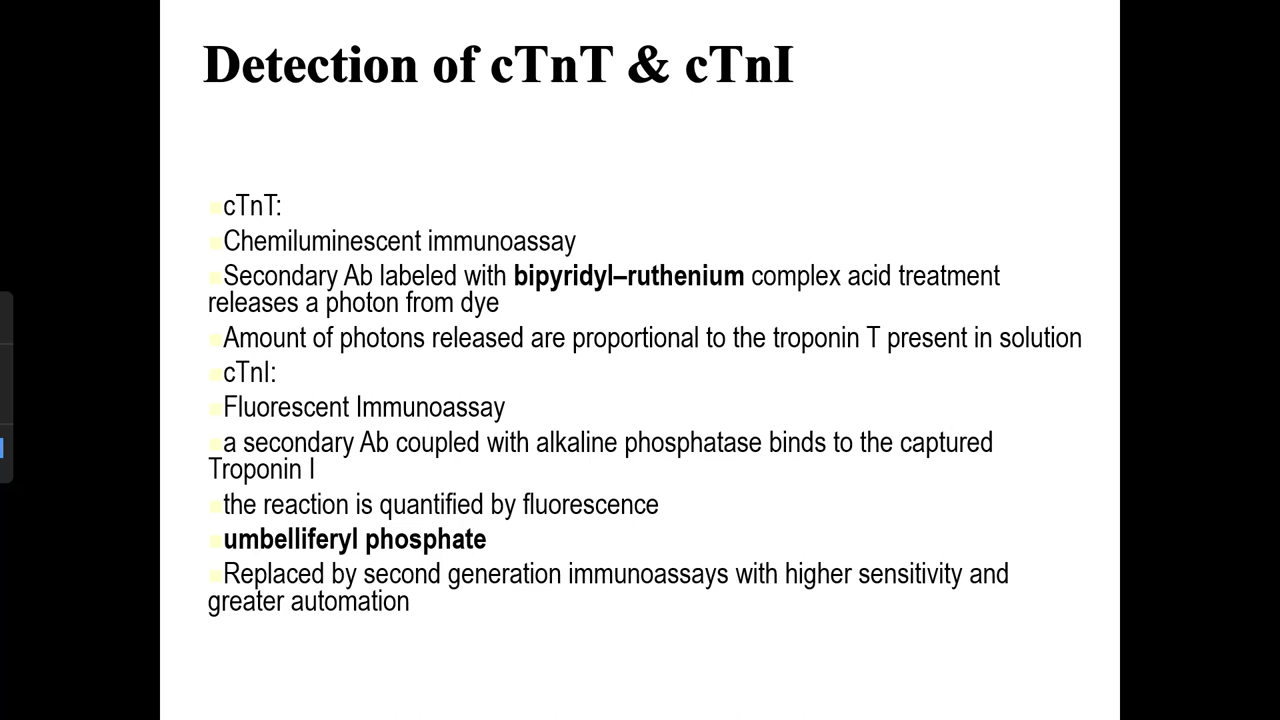 Detection of cTnT & cTnI
cTnT:
Chemiluminescent immunoassay
Secondary Ab labeled with bipyridyl–ruthenium complex acid treatment
releases a photon from dye
Amount of photons released are proportional to the troponin T present in solution
cTnI:
Fluorescent Immunoassay
a secondary Ab coupled with alkaline phosphatase binds to the captured
Troponin I
the reaction is quantified by fluorescence
umbelliferyl phosphate
Replaced by second generation immunoassays with higher sensitivity and
greater automation